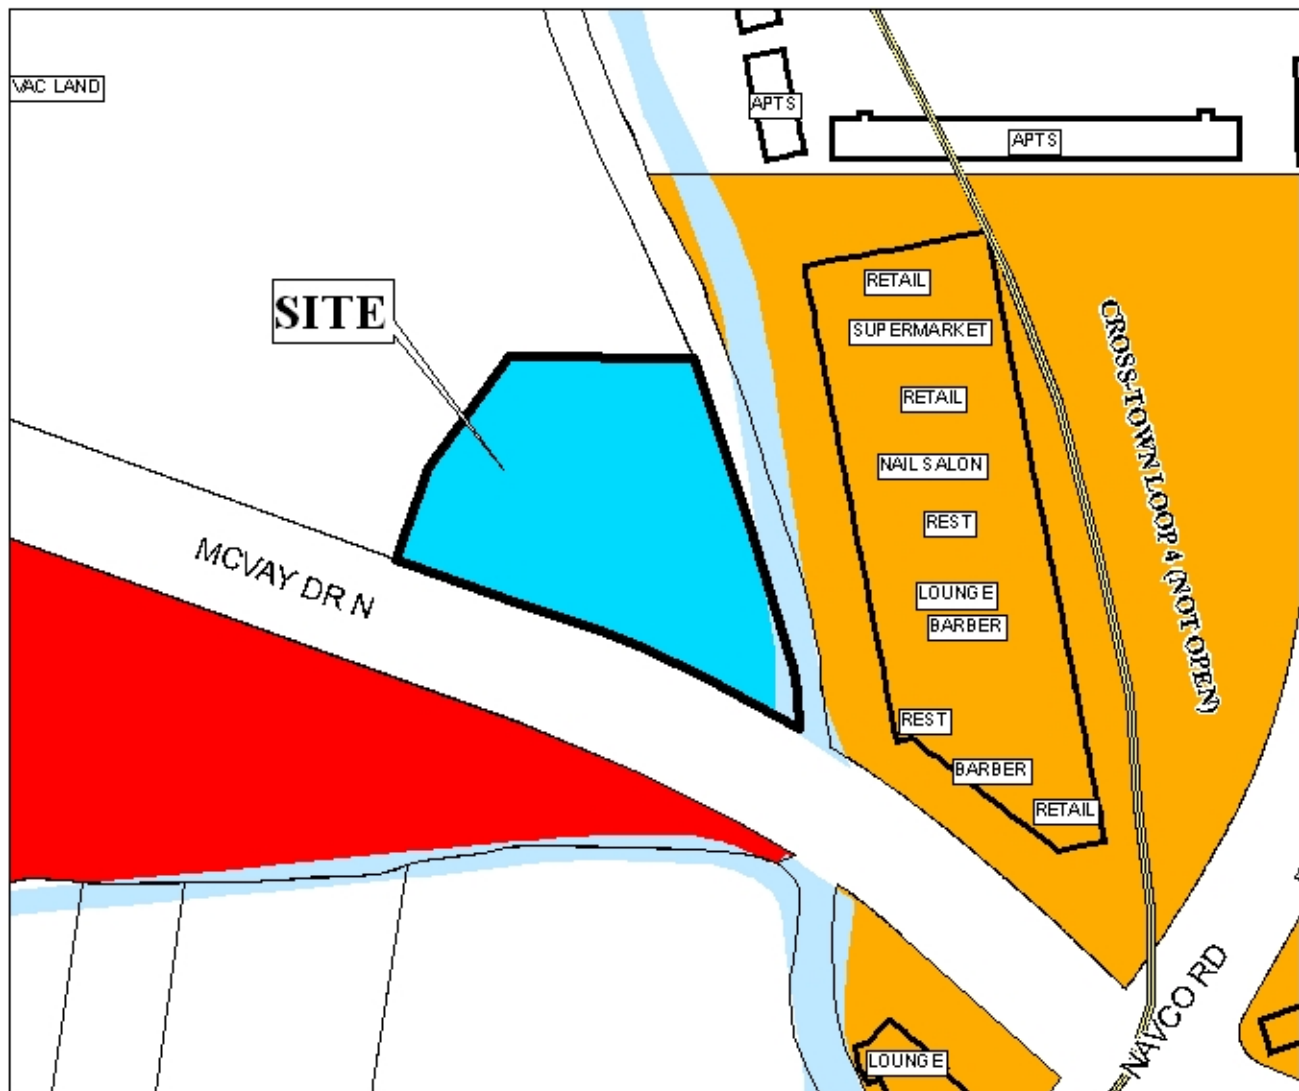 VAC LAND
APTS
APTS
RETAIL
SITE
SUPERMARKET
RETAIL
NAIL SALON
REST
CROSS-TOWN LOOP 4 (NOT OPEN)
MCVAY DR N
LOUNGE
BARBER
REST
BARBER
RETAIL
NAVCO RD
LOUNGE